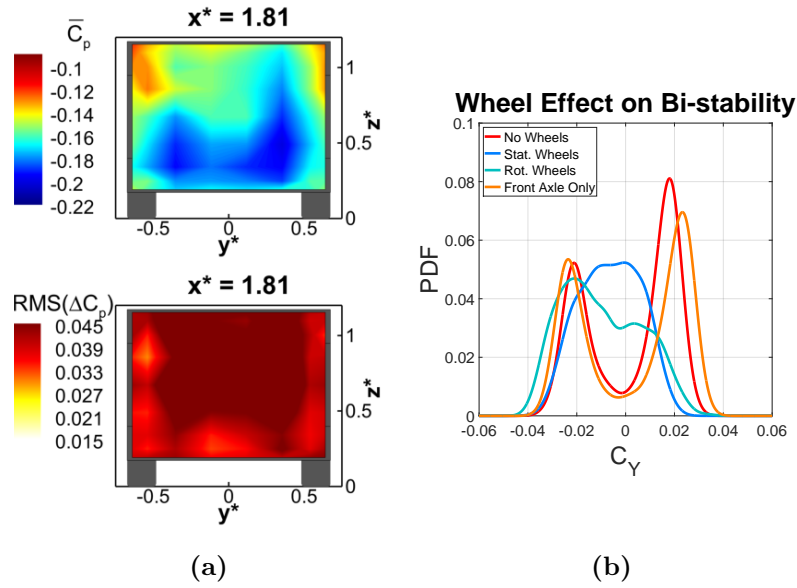 x* = 1.81
C̅p
-0.1
-0.12
-0.14
-0.16
-0.18
-0.2
-0.22
1
0.5
0
z*
-0.5 0 0.5
y*
x* = 1.81
RMS(ΔCp)
0.045
0.039
0.033
0.027
0.021
0.015
1
0.5
0
z*
-0.5 0 0.5
y*
(a)
Wheel Effect on Bi-stability
No Wheels
Stat. Wheels
Rot. Wheels
Front Axle Only
0.1
0.08
0.06
0.04
0.02
0
PDF
-0.06 -0.04 -0.02 0 0.02 0.04 0.06
CY
(b)